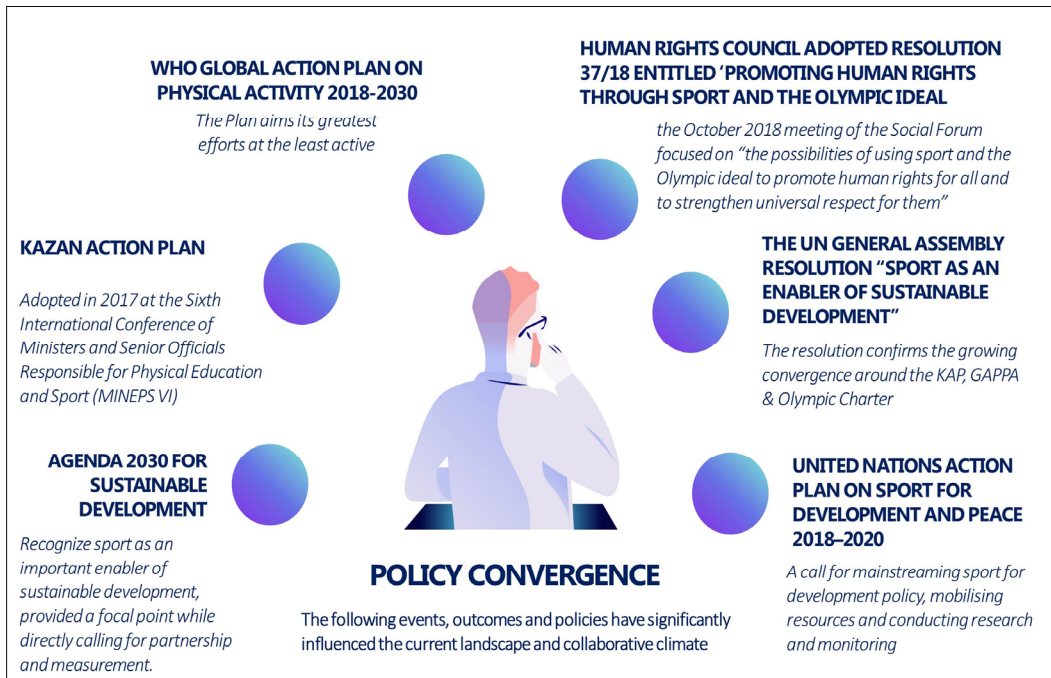 WHO GLOBAL ACTION PLAN ON
PHYSICAL ACTIVITY 2018-2030
The Plan aims its greatest
efforts at the least active
HUMAN RIGHTS COUNCIL ADOPTED RESOLUTION
37/18 ENTITLED ‘PROMOTING HUMAN RIGHTS
THROUGH SPORT AND THE OLYMPIC IDEAL
the October 2018 meeting of the Social Forum
focused on “the possibilities of using sport and the
Olympic ideal to promote human rights for all and
to strengthen universal respect for them”
KAZAN ACTION PLAN
Adopted in 2017 at the Sixth
International Conference of
Ministers and Senior Officials
Responsible for Physical Education
and Sport (MINEPS VI)
THE UN GENERAL ASSEMBLY
RESOLUTION “SPORT AS AN
ENABLER OF SUSTAINABLE
DEVELOPMENT”
The resolution confirms the growing
convergence around the KAP, GAPPA
& Olympic Charter
AGENDA 2030 FOR
SUSTAINABLE
DEVELOPMENT
Recognize sport as an
important enabler of
sustainable development,
provided a focal point while
directly calling for partnership
and measurement.
UNITED NATIONS ACTION
PLAN ON SPORT FOR
DEVELOPMENT AND PEACE
2018–2020
A call for mainstreaming sport for
development policy, mobilising
resources and conducting research
and monitoring
POLICY CONVERGENCE
The following events, outcomes and policies have significantly
influenced the current landscape and collaborative climate